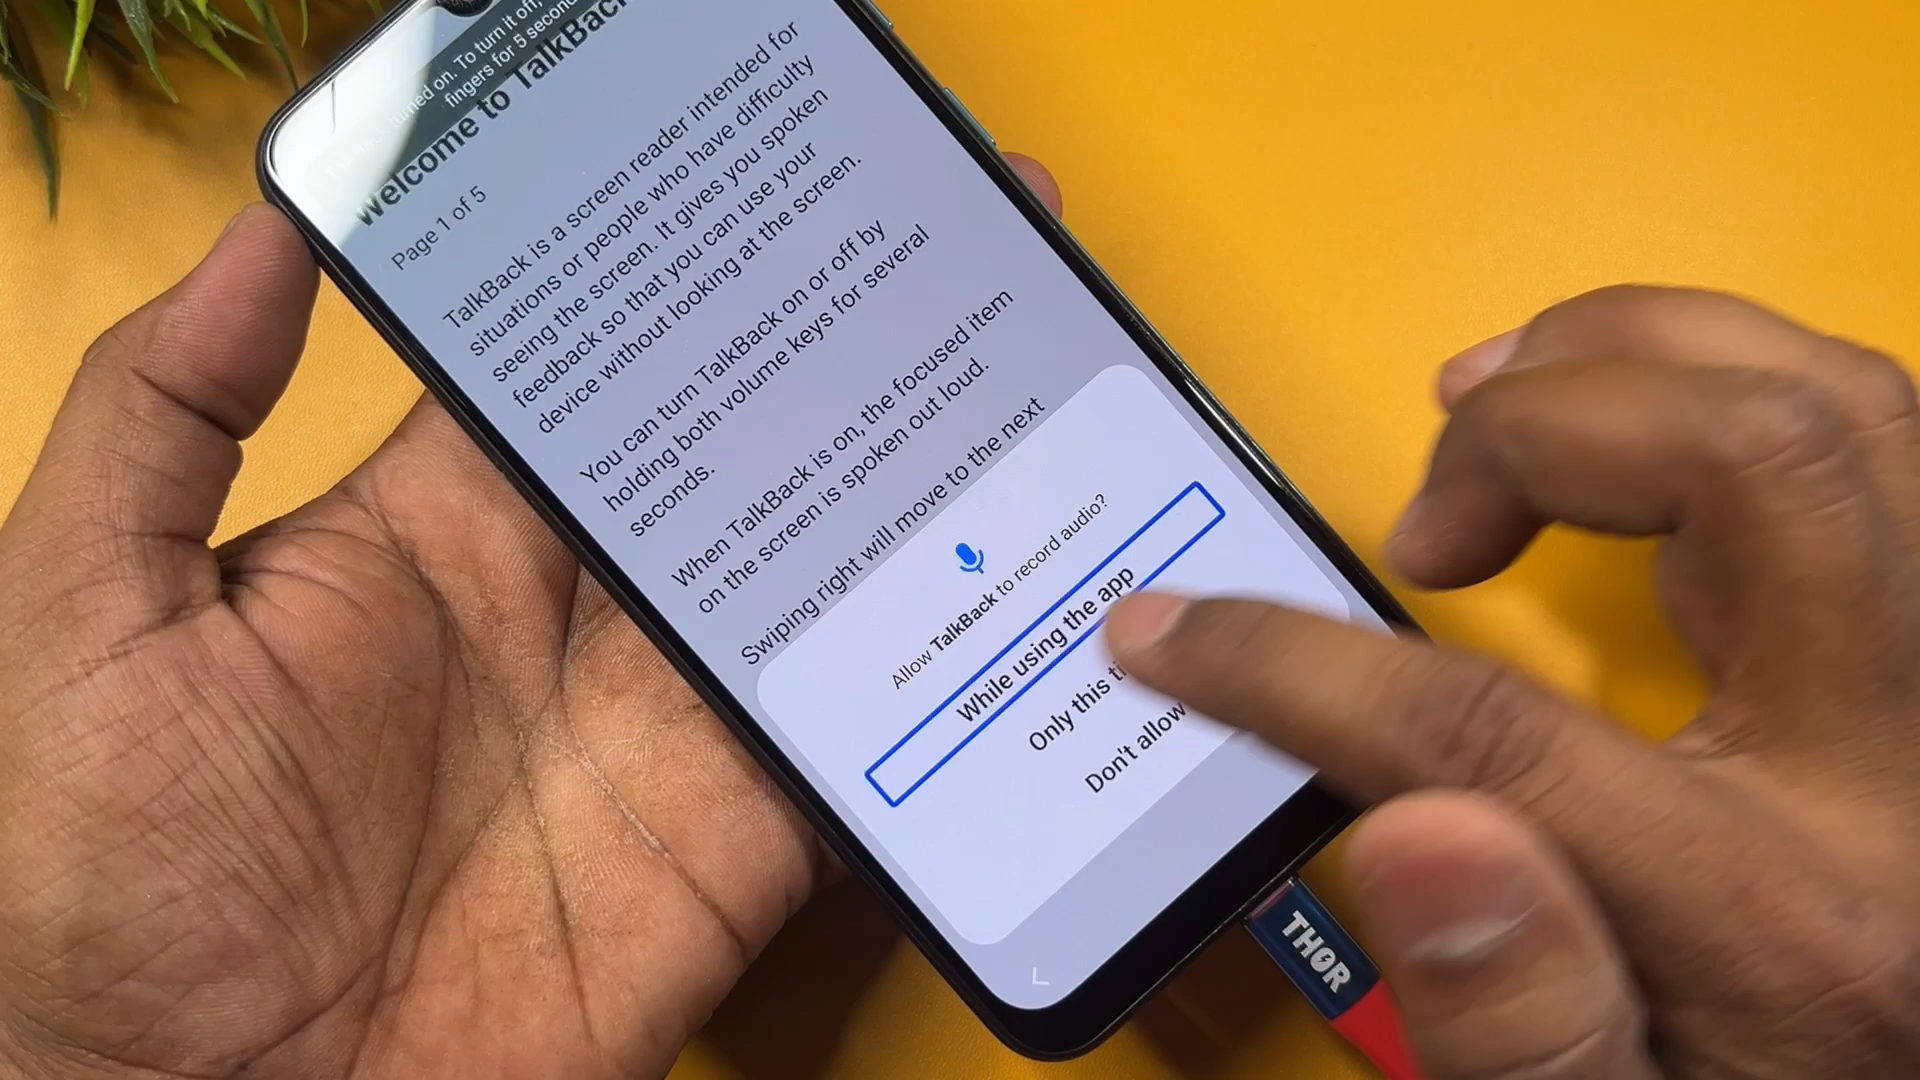 turned on. To turn it off,
fingers for 5 second
Welcome to TalkBack
Page 1 of 5
TalkBack is a screen reader intended for
situations or people who have difficulty
seeing the screen. It gives you spoken
feedback so that you can use your
device without looking at the screen.
You can turn TalkBack on or off by
holding both volume keys for several
seconds.
When TalkBack is on, the focused item
on the screen is spoken out loud.
Swiping right will move to the next
Allow TalkBack to record audio?
While using the app
Only this ti
Don't allow
THOR